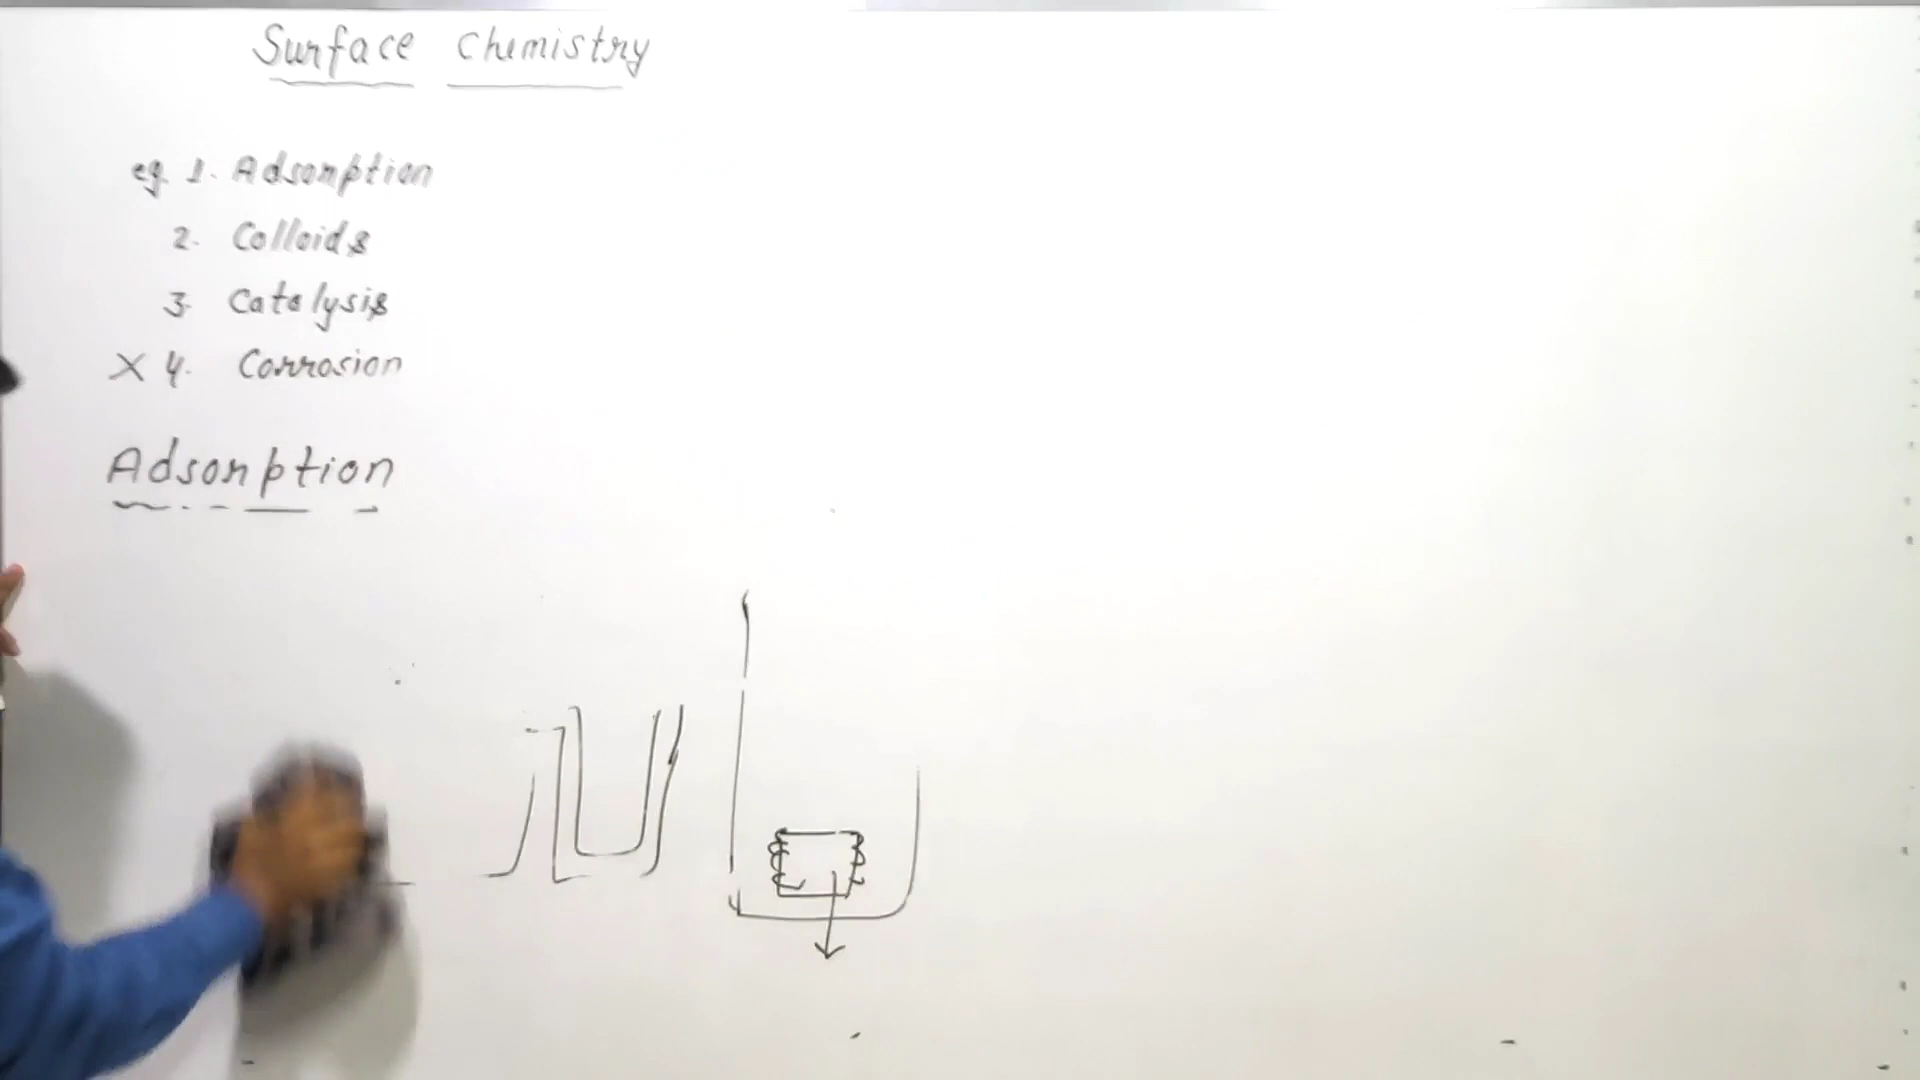 Surface Chemistry
eg. 1. Adsorption
2. Colloids
3. Catalysis
X 4. Corrosion
Adsorption